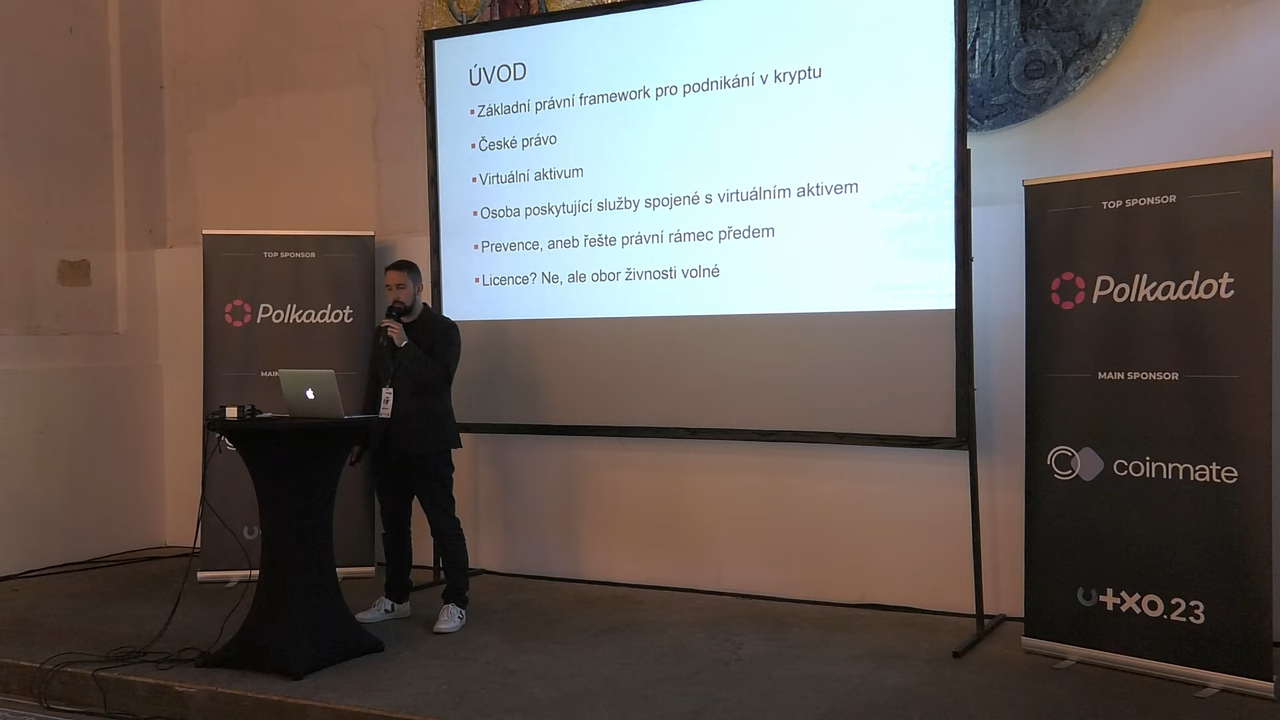 ÚVOD
Základní právní framework pro podnikání v kryptu
České právo
Virtuální aktivum
Osoba poskytující služby spojené s virtuálním aktivem
Prevence, aneb řešte právní rámec předem
Licence? Ne, ale obor živnosti volné
TOP SPONSOR
Polkadot
MAIN
TOP SPONSOR
Polkadot
MAIN SPONSOR
coinmate
UTXO.23